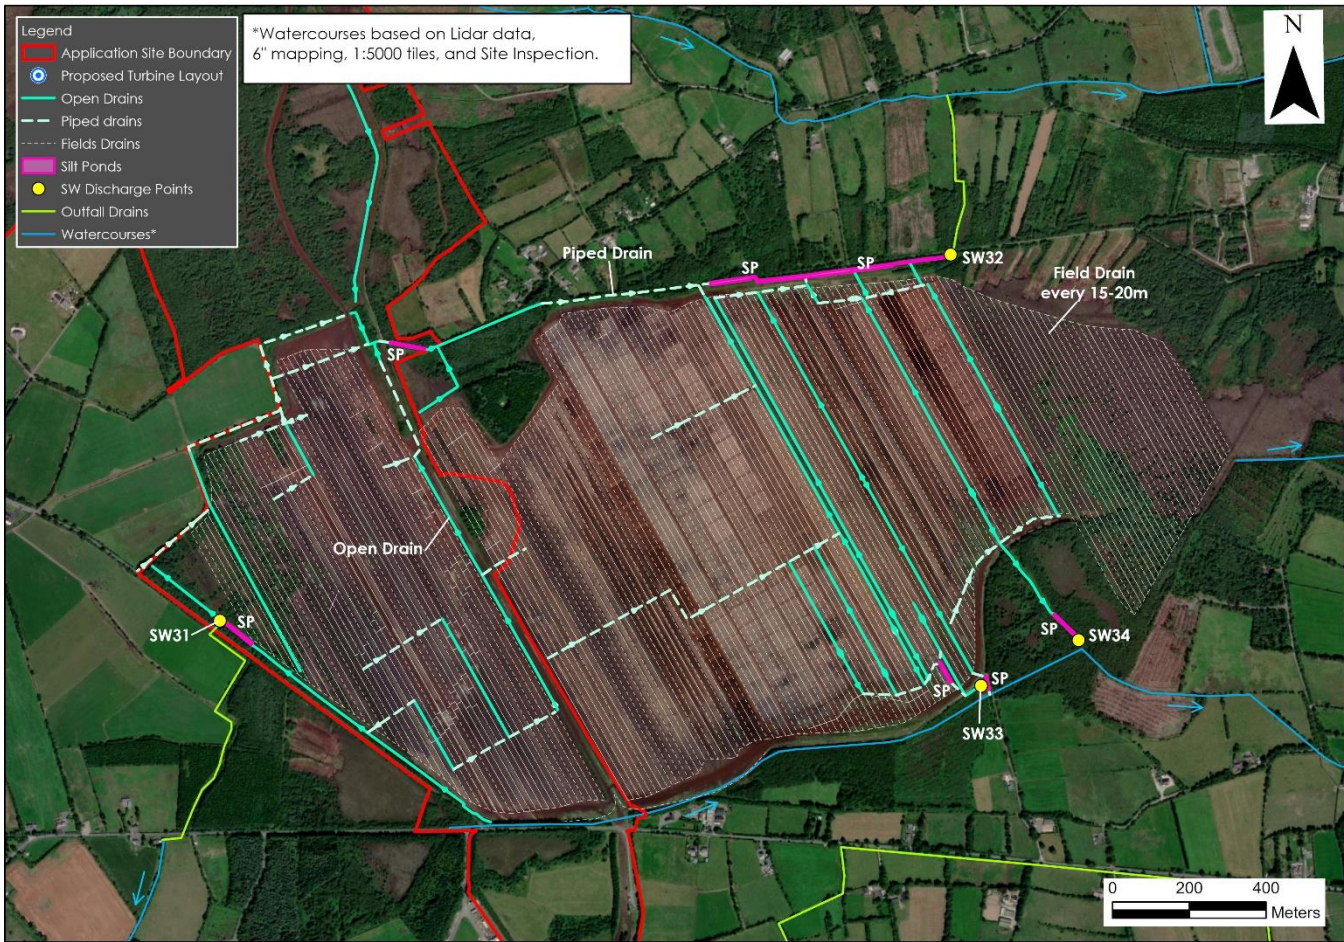 Legend
Application Site Boundary
Proposed Turbine Layout
Open Drains
Piped drains
Fields Drains
Silt Ponds
SW Discharge Points
Outfall Drains
Watercourses*
*Watercourses based on Lidar data,
6" mapping, 1:5000 tiles, and Site Inspection.
N
Piped Drain
SP
SP
SW32
Field Drain
every 15-20m
SP
Open Drain
SW31
SP
SP
SW34
SP
SP
SW33
0 200 400
Meters